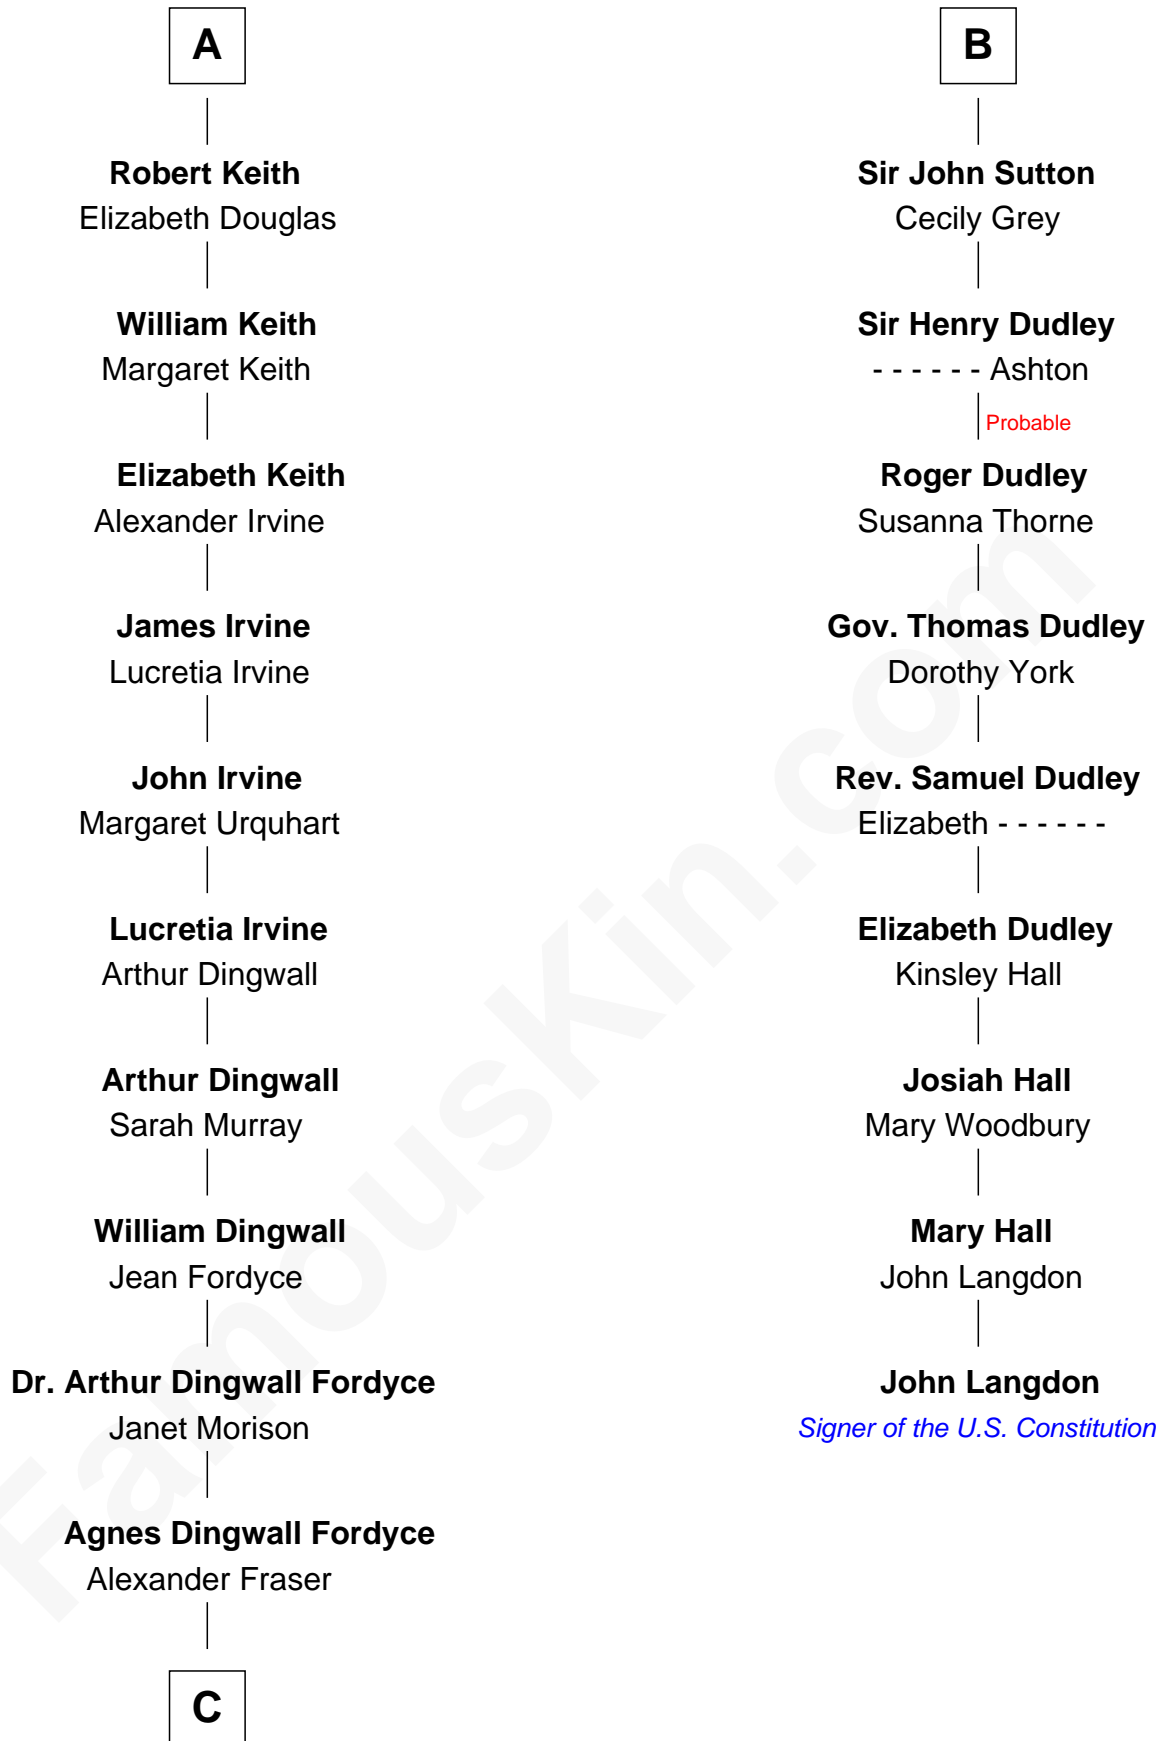 A
Robert Keith
Elizabeth Douglas
William Keith
Margaret Keith
Elizabeth Keith
Alexander Irvine
James Irvine
Lucretia Irvine
John Irvine
Margaret Urquhart
Lucretia Irvine
Arthur Dingwall
Arthur Dingwall
Sarah Murray
William Dingwall
Jean Fordyce
Dr. Arthur Dingwall Fordyce
Janet Morison
Agnes Dingwall Fordyce
Alexander Fraser
C
B
Sir John Sutton
Cecily Grey
Sir Henry Dudley
- - - - - - Ashton
Probable
Roger Dudley
Susanna Thorne
Gov. Thomas Dudley
Dorothy York
Rev. Samuel Dudley
Elizabeth - - - - - -
Elizabeth Dudley
Kinsley Hall
Josiah Hall
Mary Woodbury
Mary Hall
John Langdon
John Langdon
Signer of the U.S. Constitution
FamousKin.com